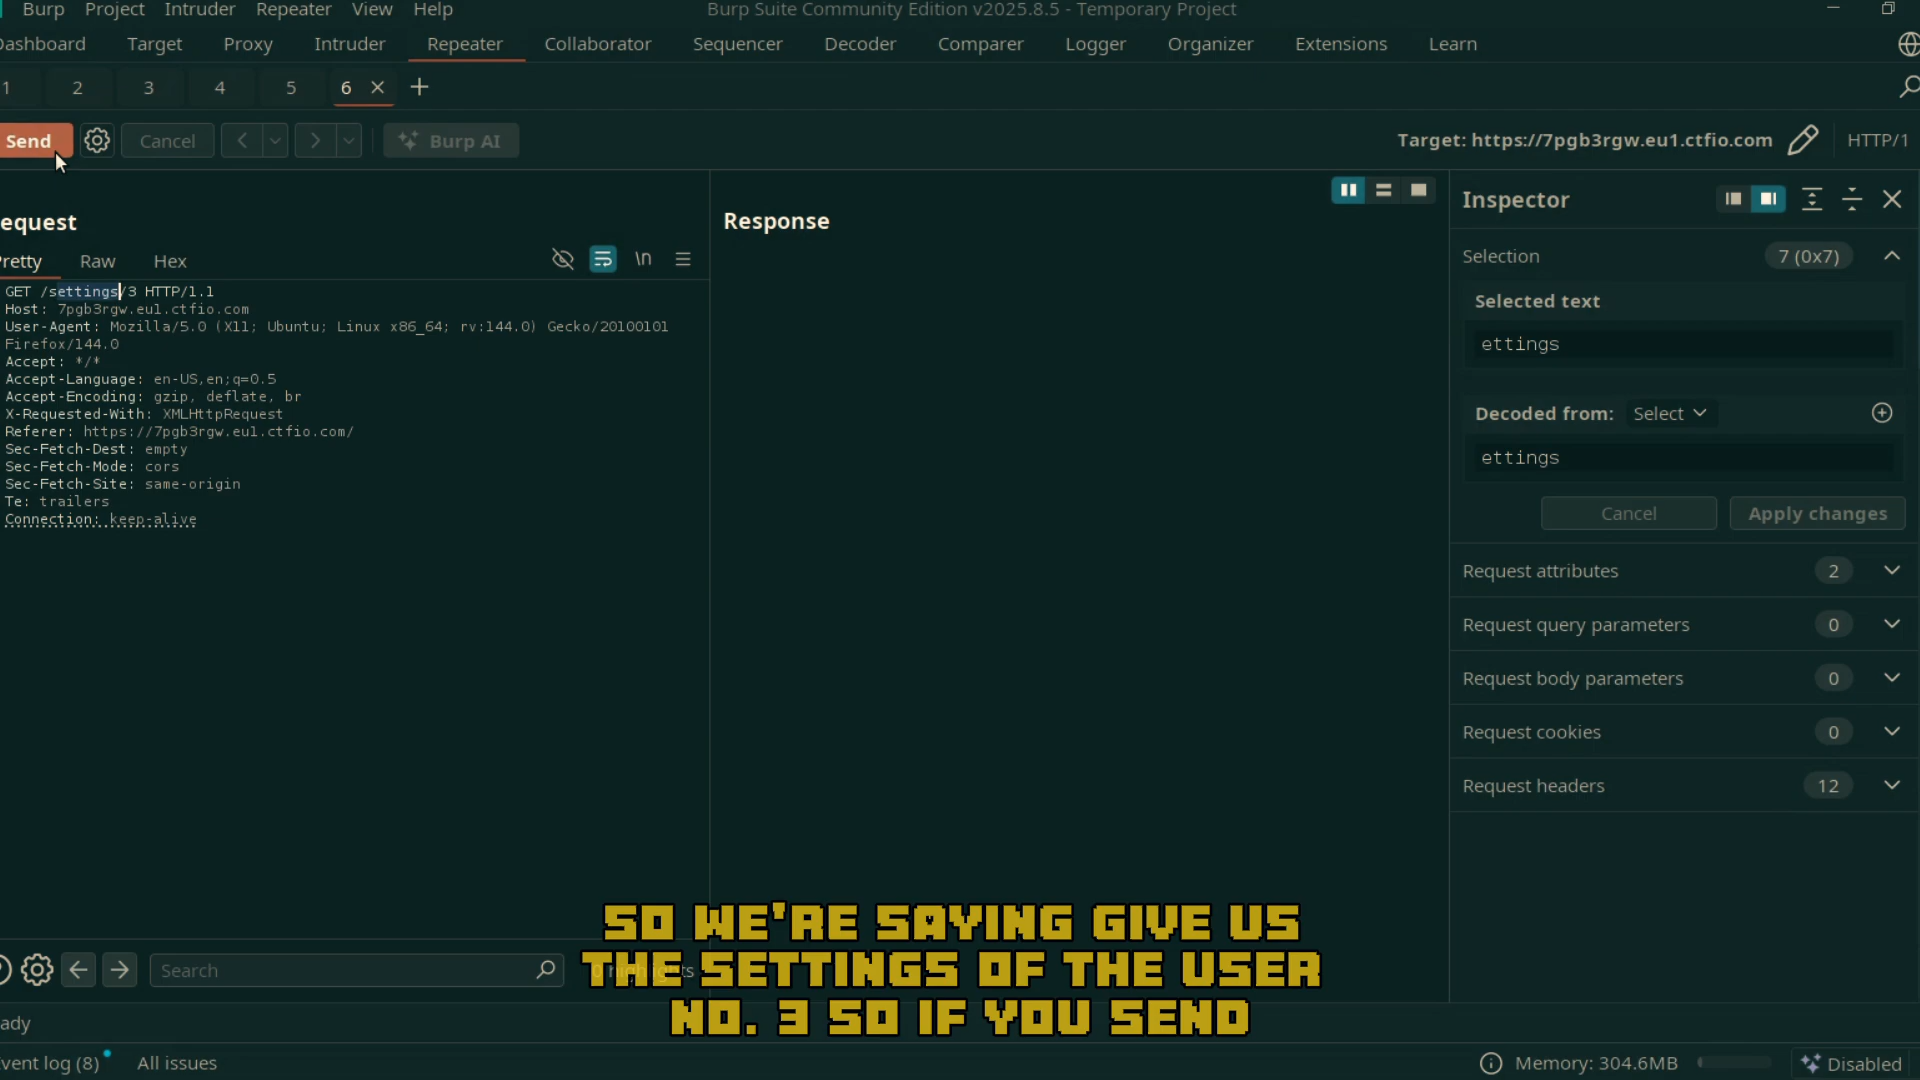 Burp Project Intruder Repeater View Help Burp Suite Community Edition v2025.8.5 - Temporary Project
Dashboard Target Proxy Intruder Repeater Collaborator Sequencer Decoder Comparer Logger Organizer Extensions Learn
1 2 3 4 5 6 × +
Send Cancel Burp AI Target: https://7pgb3rgw.eu1.ctfio.com HTTP/1
equest
Response
Inspector
Pretty Raw Hex \n
Selection 7 (0x7)
Selected text
ettings
Decoded from: Select
ettings
Cancel Apply changes
Request attributes 2
Request query parameters 0
Request body parameters 0
Request cookies 0
Request headers 12
GET /settings/3 HTTP/1.1
Host: 7pgb3rgw.eu1.ctfio.com
User-Agent: Mozilla/5.0 (X11; Ubuntu; Linux x86_64; rv:144.0) Gecko/20100101
Firefox/144.0
Accept: */*
Accept-Language: en-US,en;q=0.5
Accept-Encoding: gzip, deflate, br
X-Requested-With: XMLHttpRequest
Referer: https://7pgb3rgw.eu1.ctfio.com/
Sec-Fetch-Dest: empty
Sec-Fetch-Mode: cors
Sec-Fetch-Site: same-origin
Te: trailers
Connection: keep-alive
SO WE'RE SAYING GIVE US
THE SETTINGS OF THE USER
NO. 3 SO IF YOU SEND
Search 0 highlights
ady
vent log (8) All issues Memory: 304.6MB Disabled